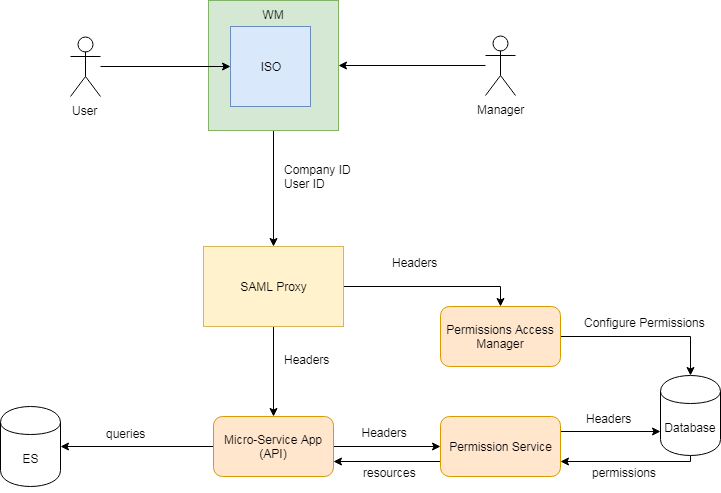 WM
ISO
User
Manager
Company ID
User ID
SAML Proxy
Headers
Permissions Access
Manager
Configure Permissions
Headers
Database
Headers
queries
Micro-Service App
(API)
Headers
Permission Service
ES
resources
permissions